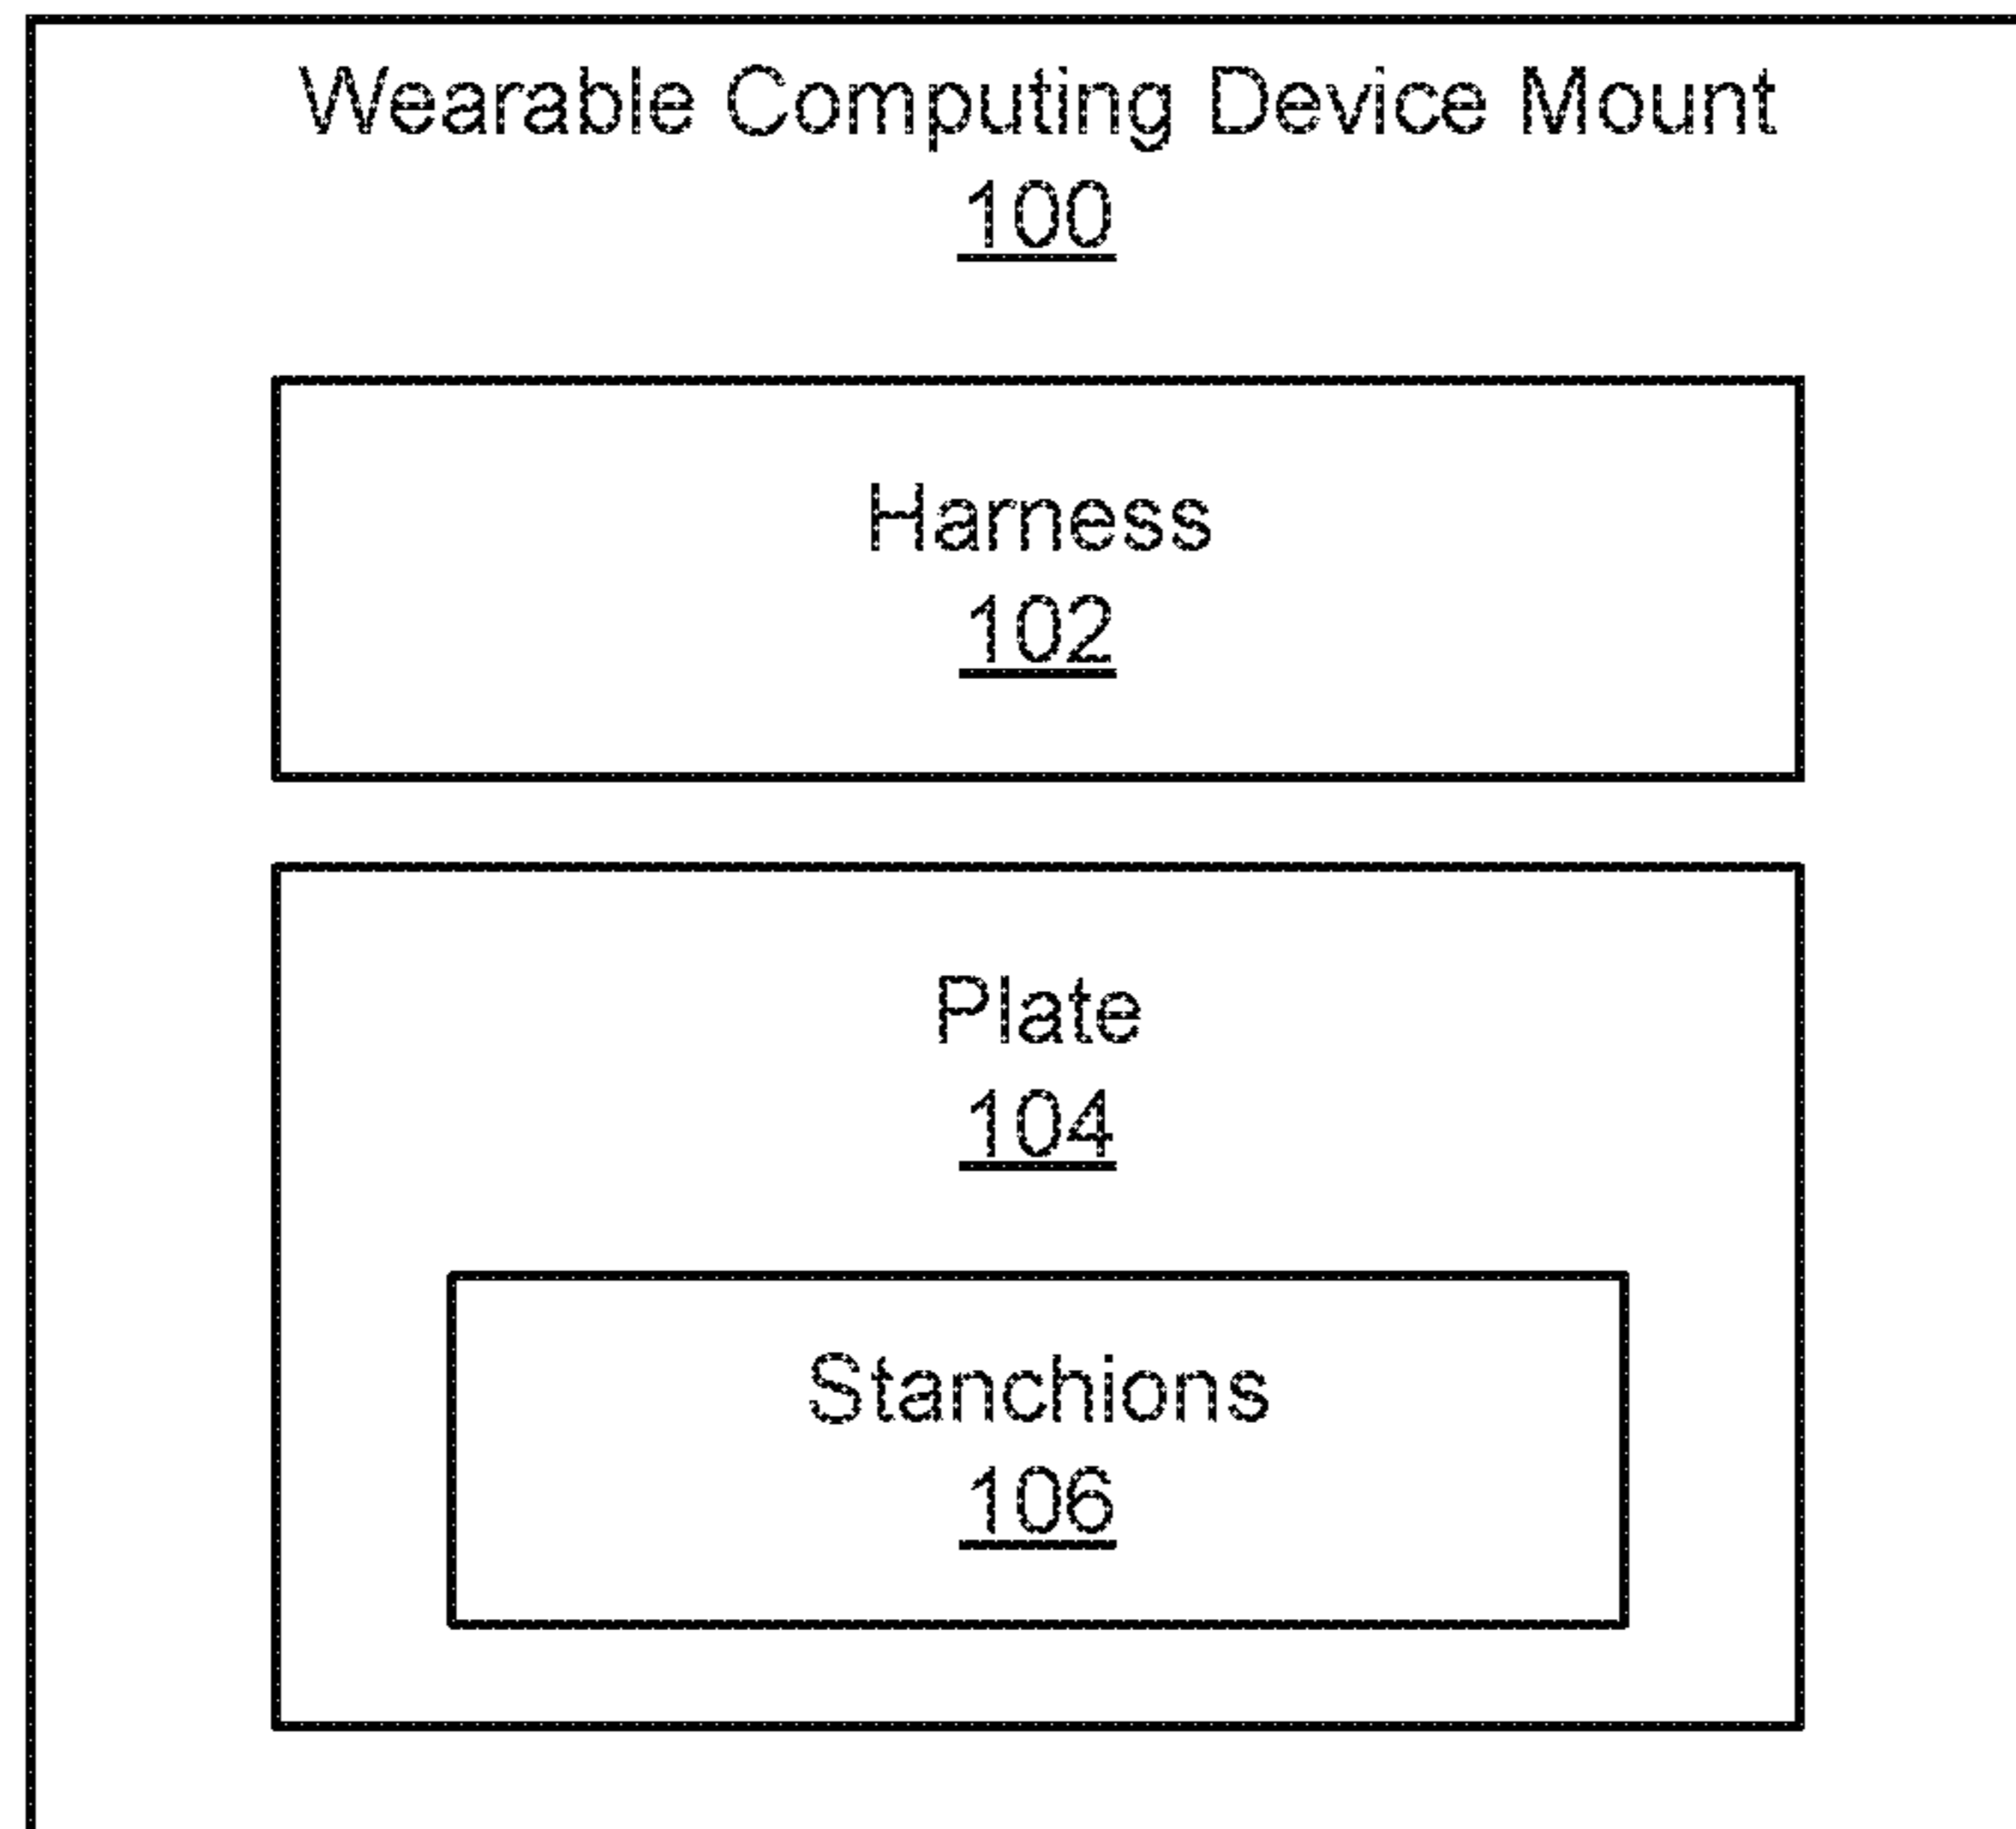 Wearable Computing Device Mount
100
Harness
102
Plate
104
Stanchions
106